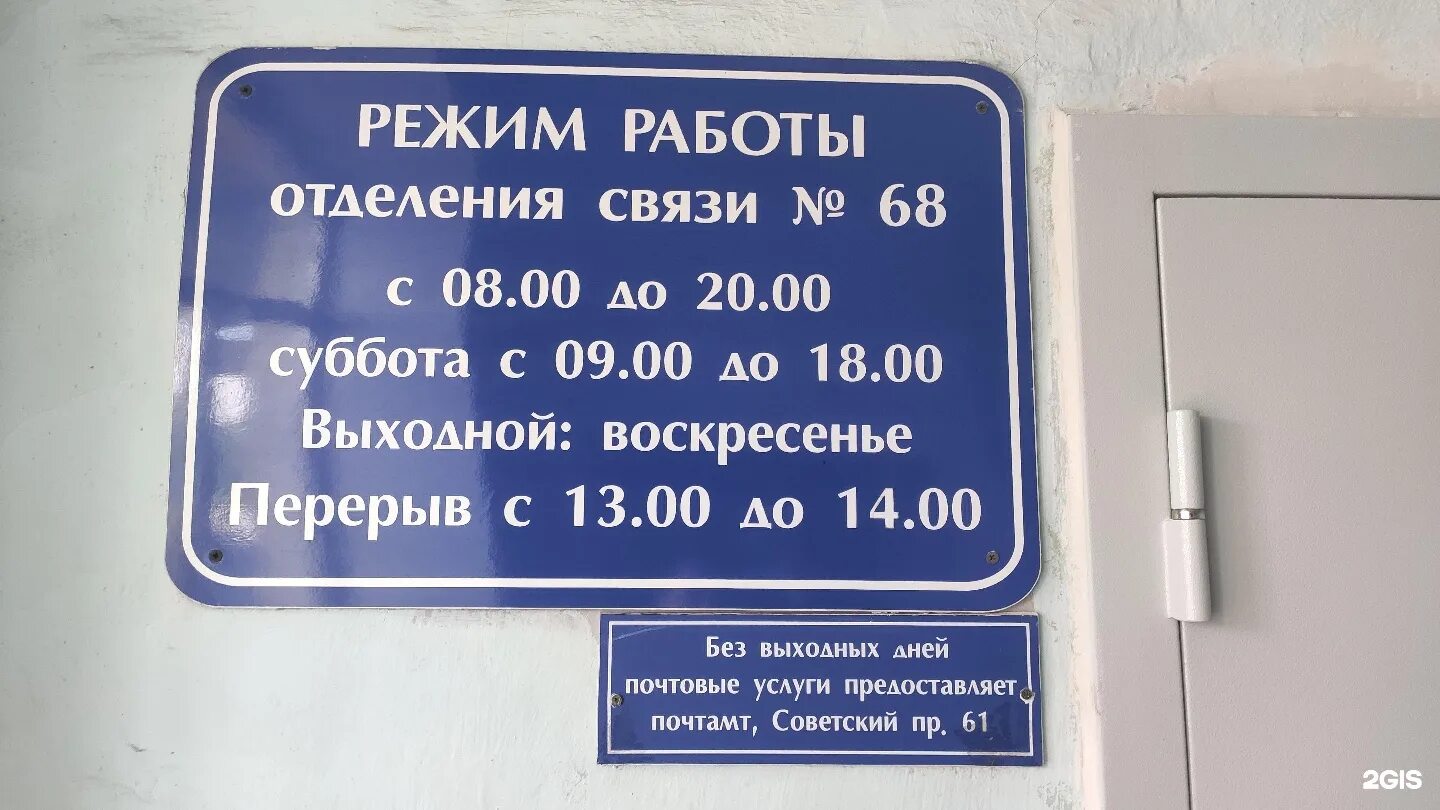 РЕЖИМ РАБОТЫ
отделения связи № 68
с 08.00 до 20.00
суббота с 09.00 до 18.00
Выходной: воскресенье
Перерыв с 13.00 до 14.00
Без выходных дней
почтовые услуги предоставляет
почтамт, Советский пр. 61
2GIS